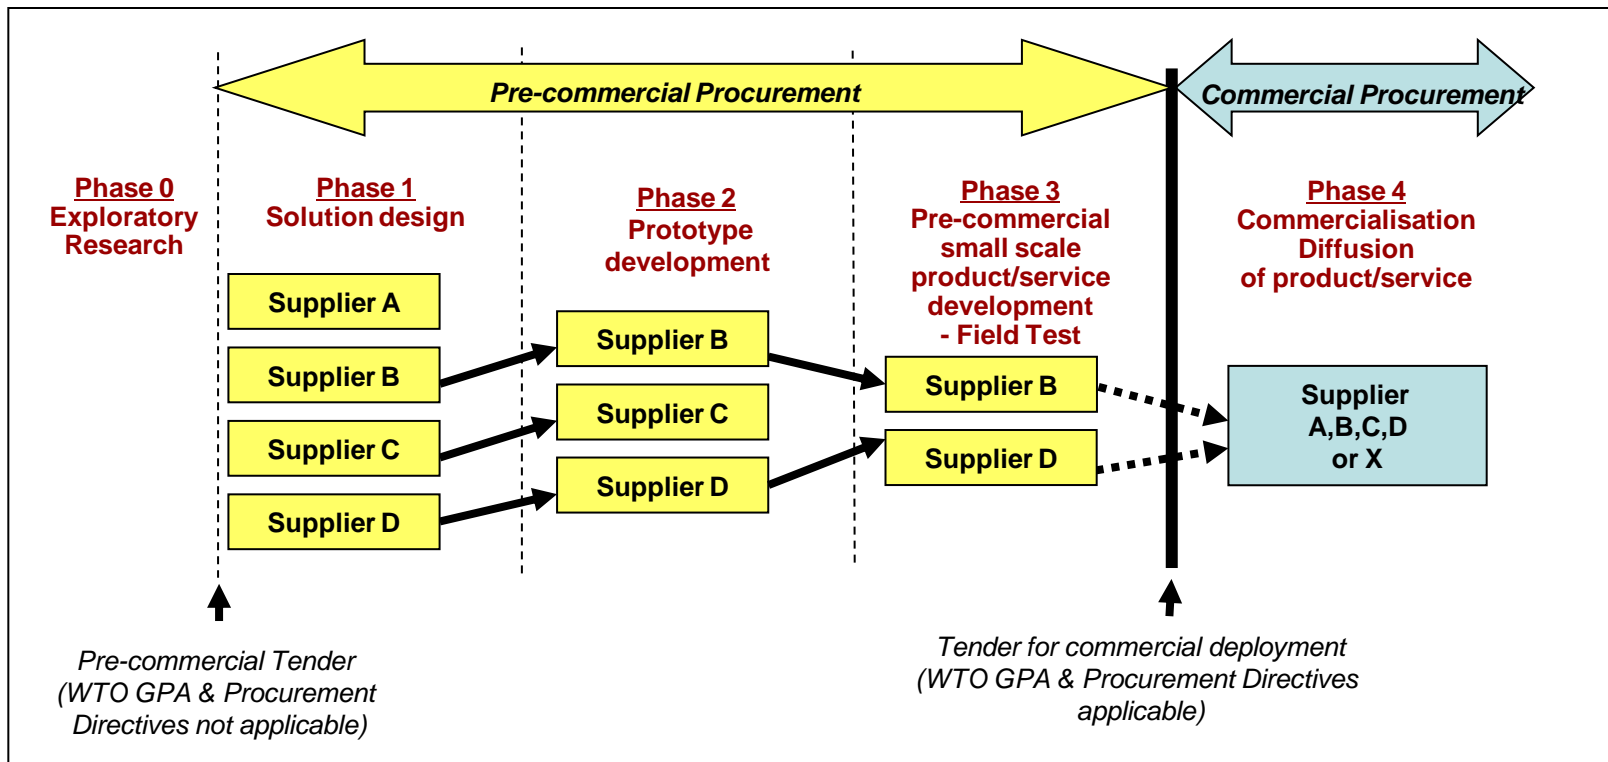 Pre-commercial Procurement
Commercial Procurement
Phase 0
Exploratory
Research
Phase 1
Solution design
Phase 2
Prototype
development
Phase 3
Pre-commercial
small scale
product/service
development
- Field Test
Phase 4
Commercialisation
Diffusion
of product/service
Supplier A
Supplier B
Supplier C
Supplier D
Supplier B
Supplier C
Supplier D
Supplier B
Supplier D
Supplier
A,B,C,D
or X
Pre-commercial Tender
(WTO GPA & Procurement
Directives not applicable)
Tender for commercial deployment
(WTO GPA & Procurement Directives
applicable)